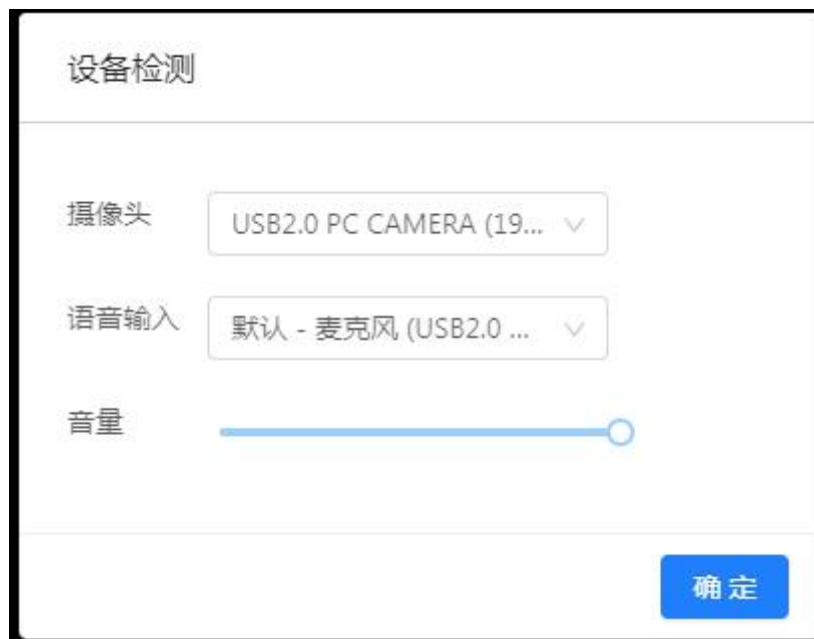 设备检测
摄像头
USB2.0 PC CAMERA (19...
语音输入
默认 - 麦克风 (USB2.0 ...
音量
确 定